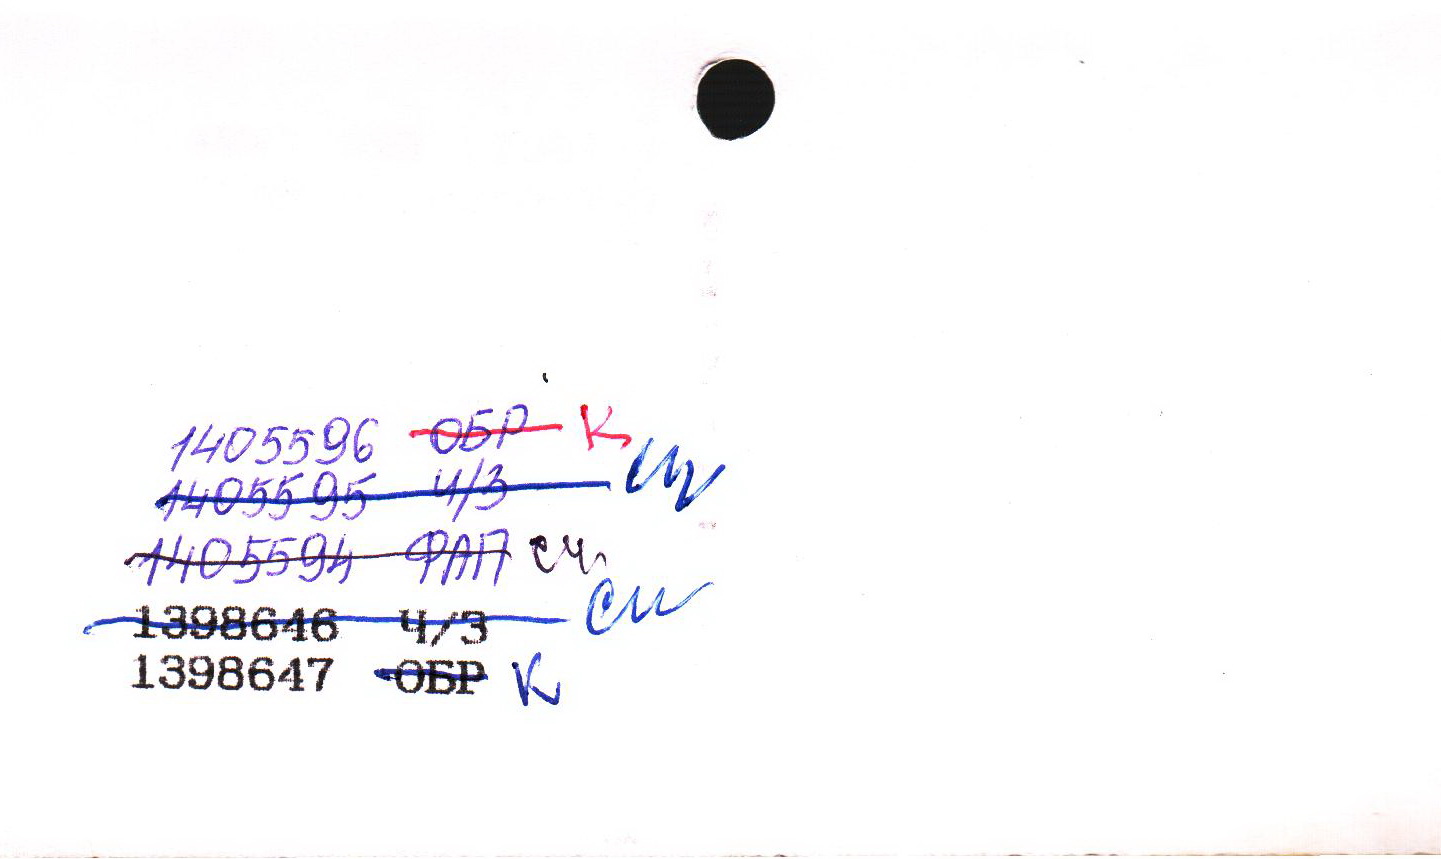 1405596 ОБР К
1405595 Ч/З сч
1405594 ФАП сч
1398646 Ч/З сч
1398647 ОБР К